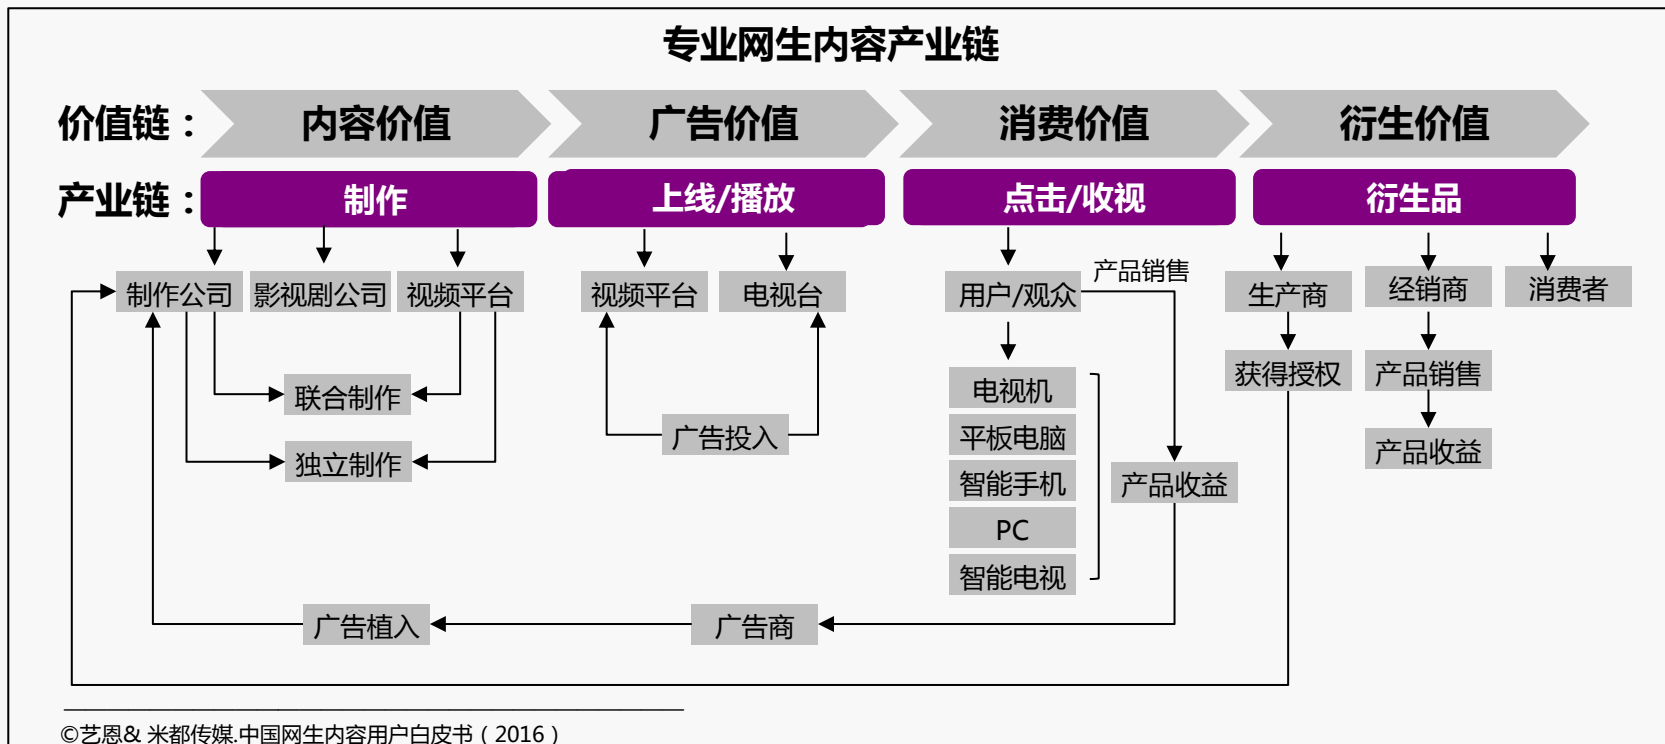 专业网生内容产业链
价值链：
内容价值
广告价值
消费价值
衍生价值
产业链：
制作
上线/播放
点击/收视
衍生品
制作公司
影视剧公司
视频平台
视频平台
电视台
用户/观众
产品销售
生产商
经销商
消费者
联合制作
独立制作
广告投入
电视机
平板电脑
智能手机
PC
智能电视
产品收益
获得授权
产品销售
产品收益
广告植入
广告商
©艺恩& 米都传媒.中国网生内容用户白皮书（2016）